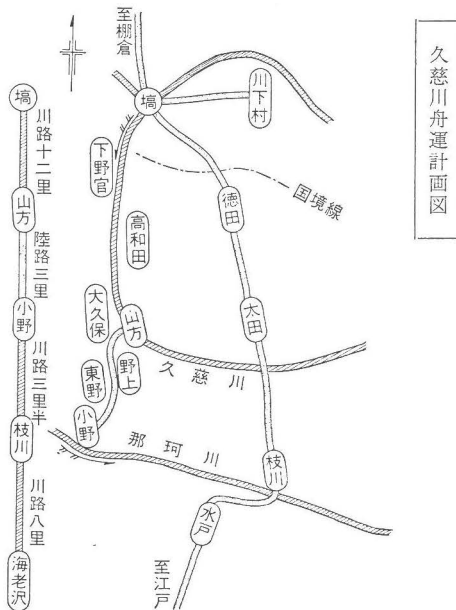 久慈川舟運計画図
至棚倉
塙
川下村
下野官
国境線
徳田
高和田
大久保
山方
太田
東野
野上
久慈川
小野
那珂川
枝川
水戸
至江戸
塙
川路十二里
山方
陸路三里
小野
川路三里半
枝川
川路八里
海老沢